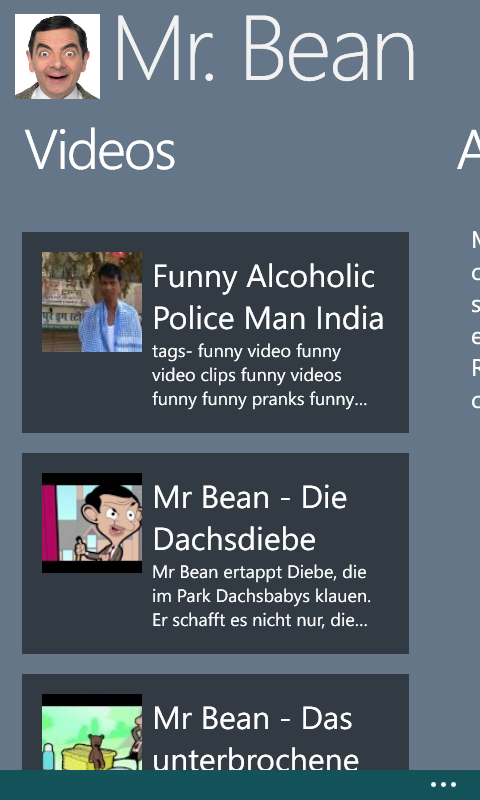 Mr. Bean
Videos
A
Funny Alcoholic
Police Man India
tags- funny video funny
video clips funny videos
funny funny pranks funny...
Mr Bean - Die
Dachsdiebe
Mr Bean ertappt Diebe, die
im Park Dachsbabys klauen.
Er schafft es nicht nur, die...
Mr Bean - Das
unterbrochene